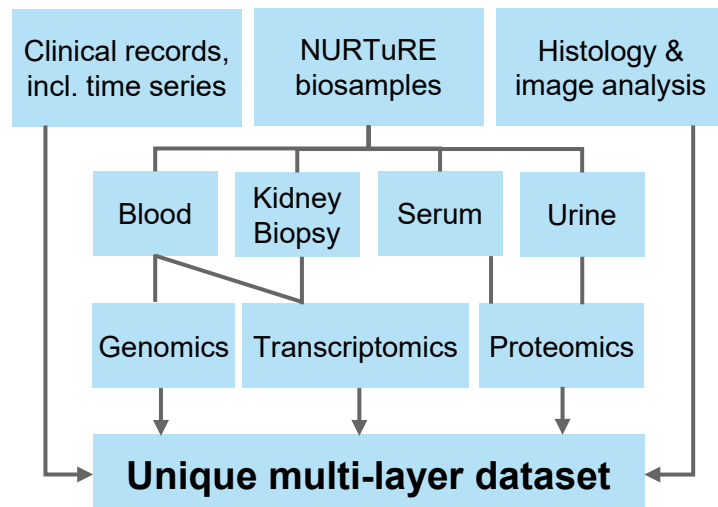 Clinical records,
incl. time series
NURTuRE
biosamples
Histology &
image analysis
Blood
Kidney
Biopsy
Serum
Urine
Genomics
Transcriptomics
Proteomics
Unique multi-layer dataset